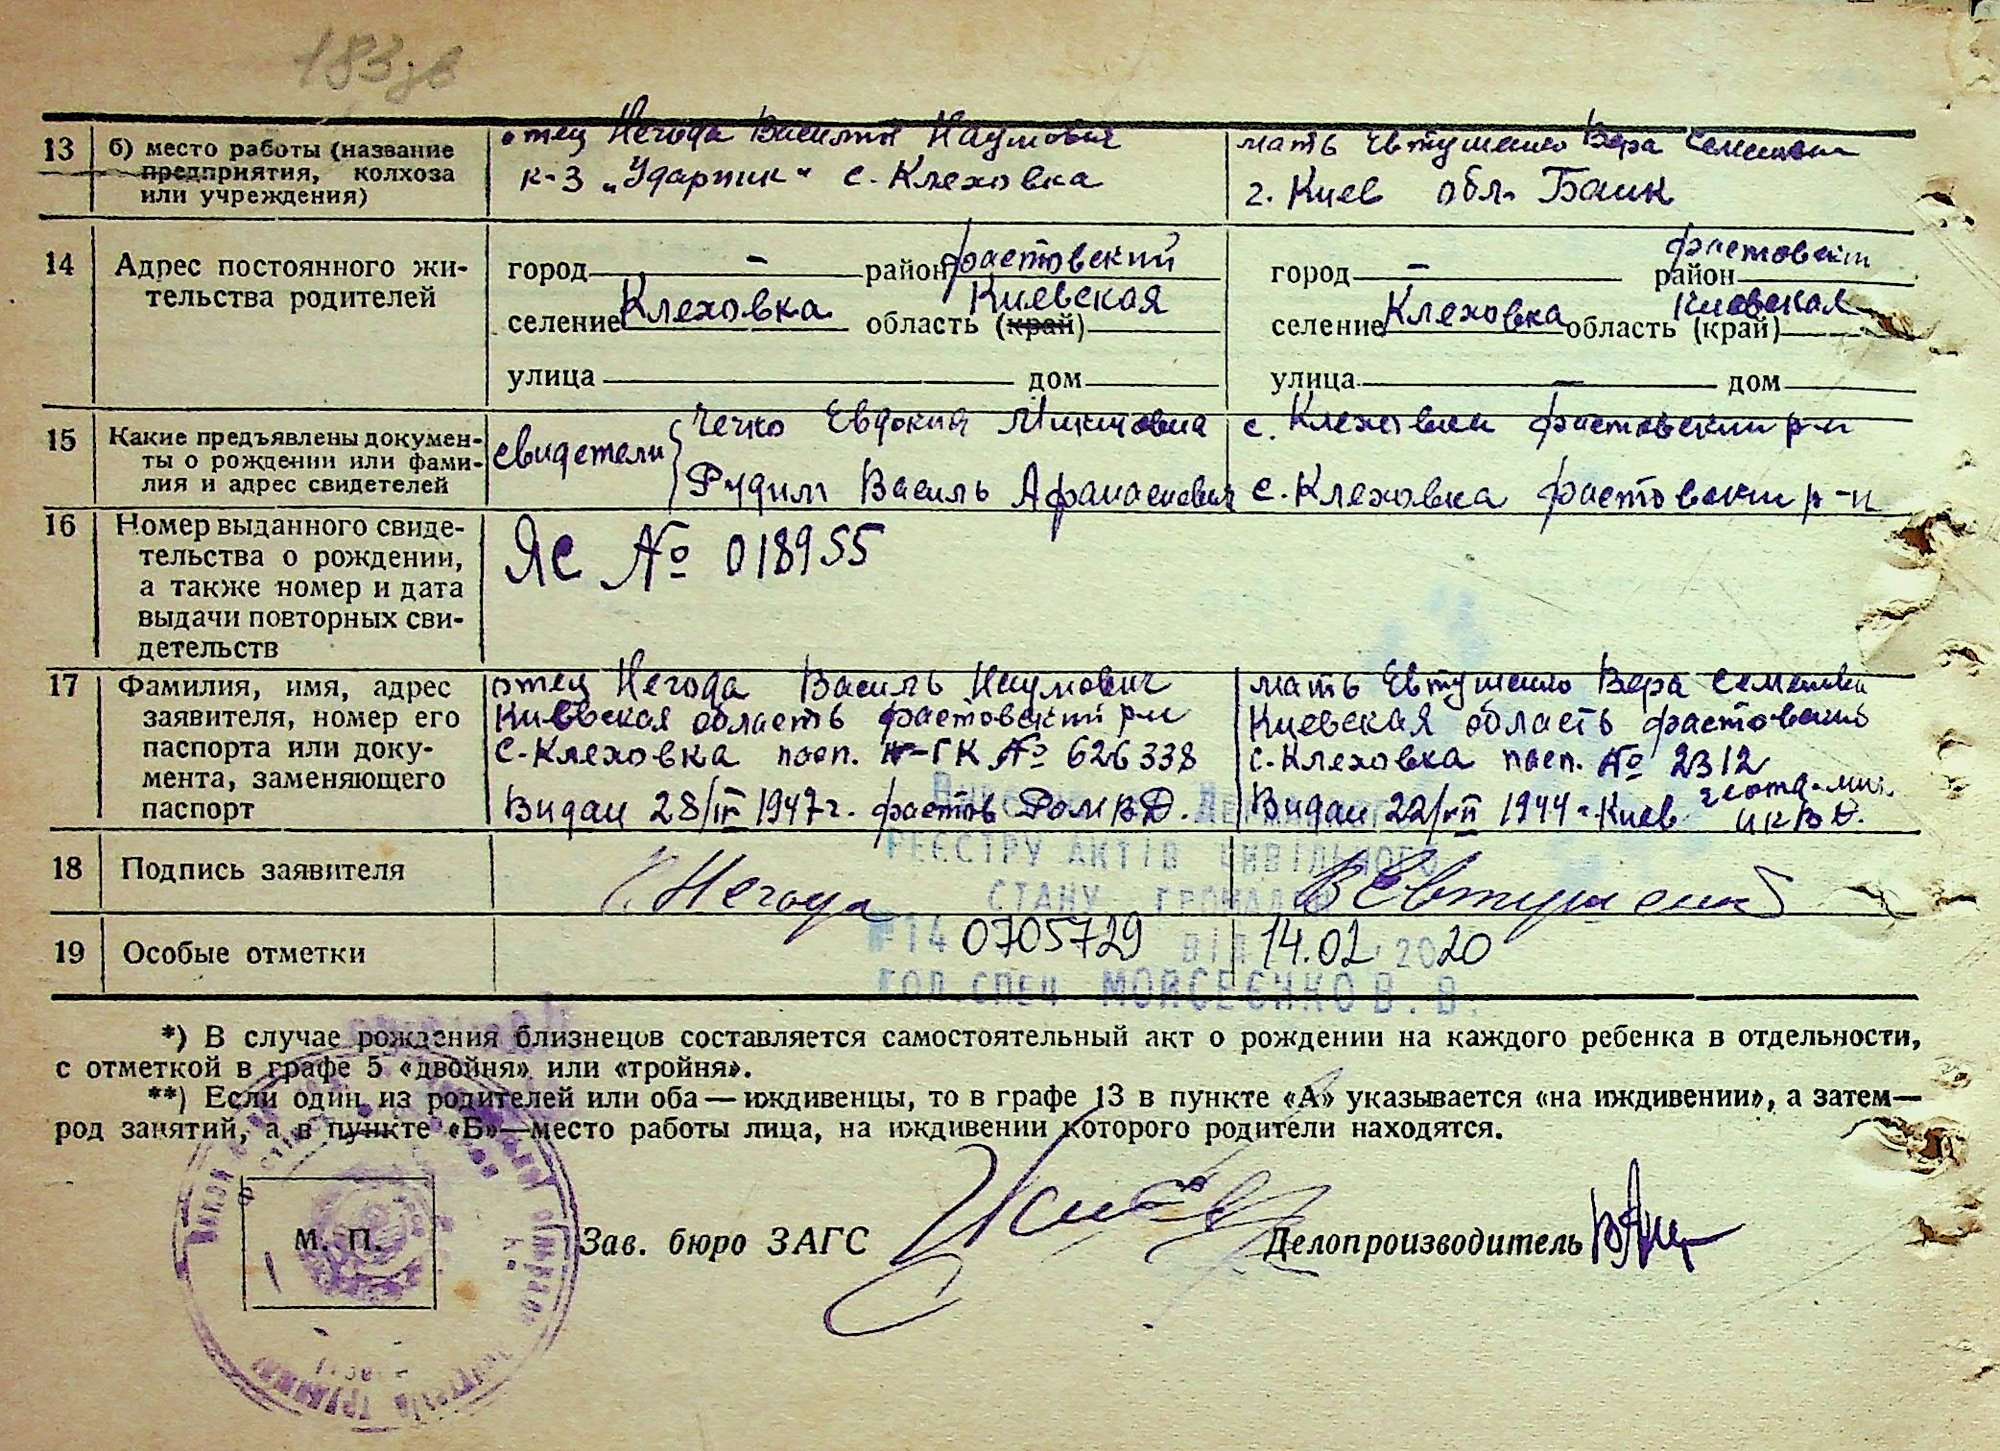 183
13 б) место работы (название предприятия, колхоза или учреждения)
отец Негода Василий Наумович
к-з „Ударник“ с. Клеховка
мать Евтушенко Вера Семеновна
г. Киев обл. Банк
14 Адрес постоянного жительства родителей
город — район Фастовский
селение Клеховка область (край) Киевская
улица дом
город — район Фастовский
селение Клеховка область (край) Киевская
улица — дом
15 Какие предъявлены документы о рождении или фамилия и адрес свидетелей
свидетели
Евдокия Микитовна с. Клеховка Фастовский р-н
Рудим Василь Афанасиевич с. Клеховка Фастовский р-н
16 Номер выданного свидетельства о рождении, а также номер и дата выдачи повторных свидетельств
ЯС № 018955
17 Фамилия, имя, адрес заявителя, номер его паспорта или документа, заменяющего паспорт
отец Негода Василь Наумович
Киевская область Фастовский р-н
с. Клеховка пасп. ГК № 626338
Видан 28/ІІІ 1947 г. Фастов РОМВД.
мать Евтушенко Вера Семеновна
Киевская область Фастовский
с. Клеховка пасп. № 2312
Видан 22/ 1944 Киев НКВД.
18 Подпись заявителя
Негода
В Евтушенко
19 Особые отметки
ДЕРЖАВНОГО
РЕЄСТРУ АКТІВ ЦИВІЛЬНОГО
СТАНУ ГРОМАДЯН
№14 0705729 ВІД 14.02 2020
ГОЛ.СПЕЦ МОЙСЕЄНКО В. В.
*) В случае рождения близнецов составляется самостоятельный акт о рождении на каждого ребенка в отдельности,
с отметкой в графе 5 «двойня» или «тройня».
**) Если один из родителей или оба — иждивенцы, то в графе 13 в пункте «А» указывается «на иждивении», а затем—
род занятий, а в пункте «Б»—место работы лица, на иждивении которого родители находятся.
М. П.
Зав. бюро ЗАГС
Делопроизводитель